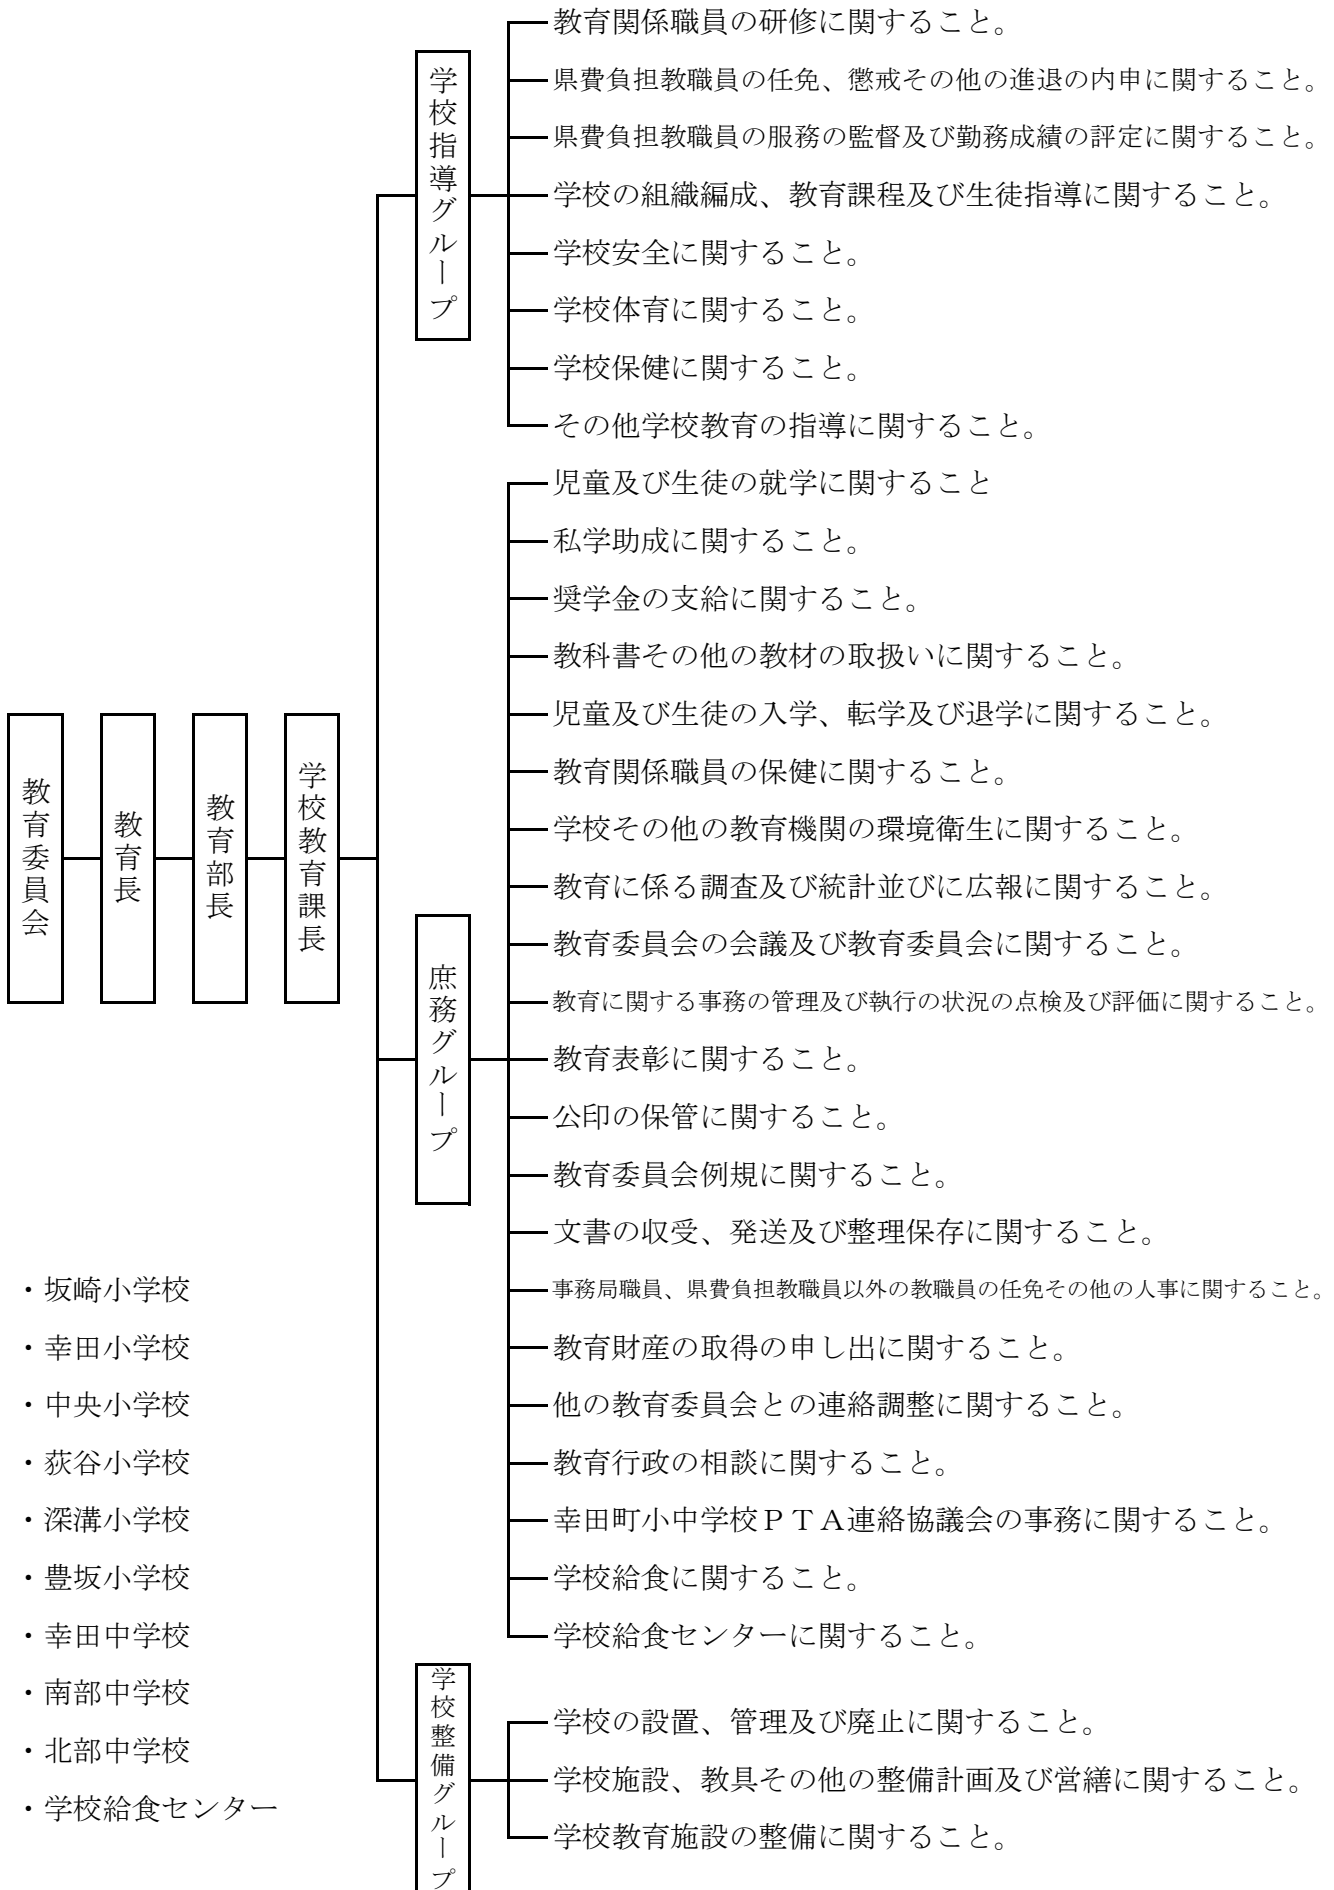 教育委員会
教育長
教育部長
学校教育課長
学校指導グループ
教育関係職員の研修に関すること。
県費負担教職員の任免、懲戒その他の進退の内申に関すること。
県費負担教職員の服務の監督及び勤務成績の評定に関すること。
学校の組織編成、教育課程及び生徒指導に関すること。
学校安全に関すること。
学校体育に関すること。
学校保健に関すること。
その他学校教育の指導に関すること。
庶務グループ
児童及び生徒の就学に関すること
私学助成に関すること。
奨学金の支給に関すること。
教科書その他の教材の取扱いに関すること。
児童及び生徒の入学、転学及び退学に関すること。
教育関係職員の保健に関すること。
学校その他の教育機関の環境衛生に関すること。
教育に係る調査及び統計並びに広報に関すること。
教育委員会の会議及び教育委員会に関すること。
教育に関する事務の管理及び執行の状況の点検及び評価に関すること。
教育表彰に関すること。
公印の保管に関すること。
教育委員会例規に関すること。
文書の収受、発送及び整理保存に関すること。
事務局職員、県費負担教職員以外の教職員の任免その他の人事に関すること。
教育財産の取得の申し出に関すること。
他の教育委員会との連絡調整に関すること。
教育行政の相談に関すること。
幸田町小中学校ＰＴＡ連絡協議会の事務に関すること。
学校給食に関すること。
学校給食センターに関すること。
学校整備グループ
学校の設置、管理及び廃止に関すること。
学校施設、教具その他の整備計画及び営繕に関すること。
学校教育施設の整備に関すること。
・坂崎小学校
・幸田小学校
・中央小学校
・荻谷小学校
・深溝小学校
・豊坂小学校
・幸田中学校
・南部中学校
・北部中学校
・学校給食センター